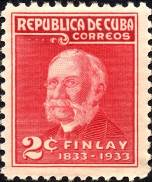 REPUBLICA DE CUBA
CORREOS
2¢ FINLAY
1833-1933